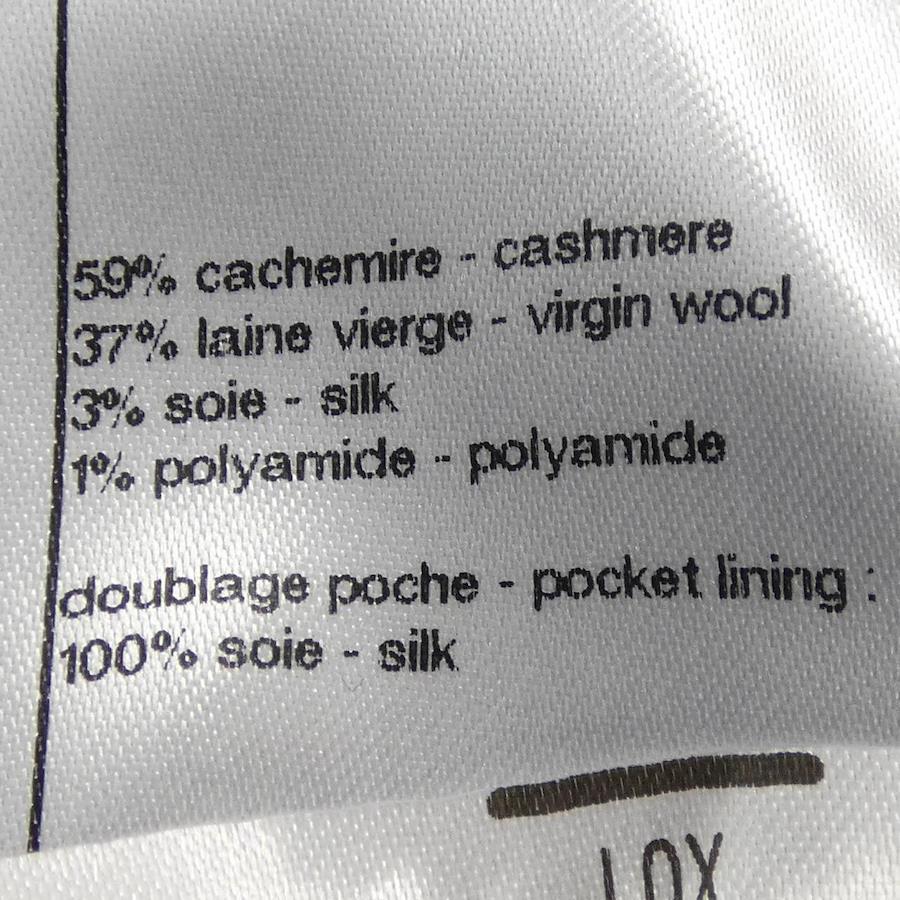 59% cachemire - cashmere
37% laine vierge - virgin wool
3% soie - silk
1% polyamide - polyamide
doublage poche - pocket lining :
100% soie - silk